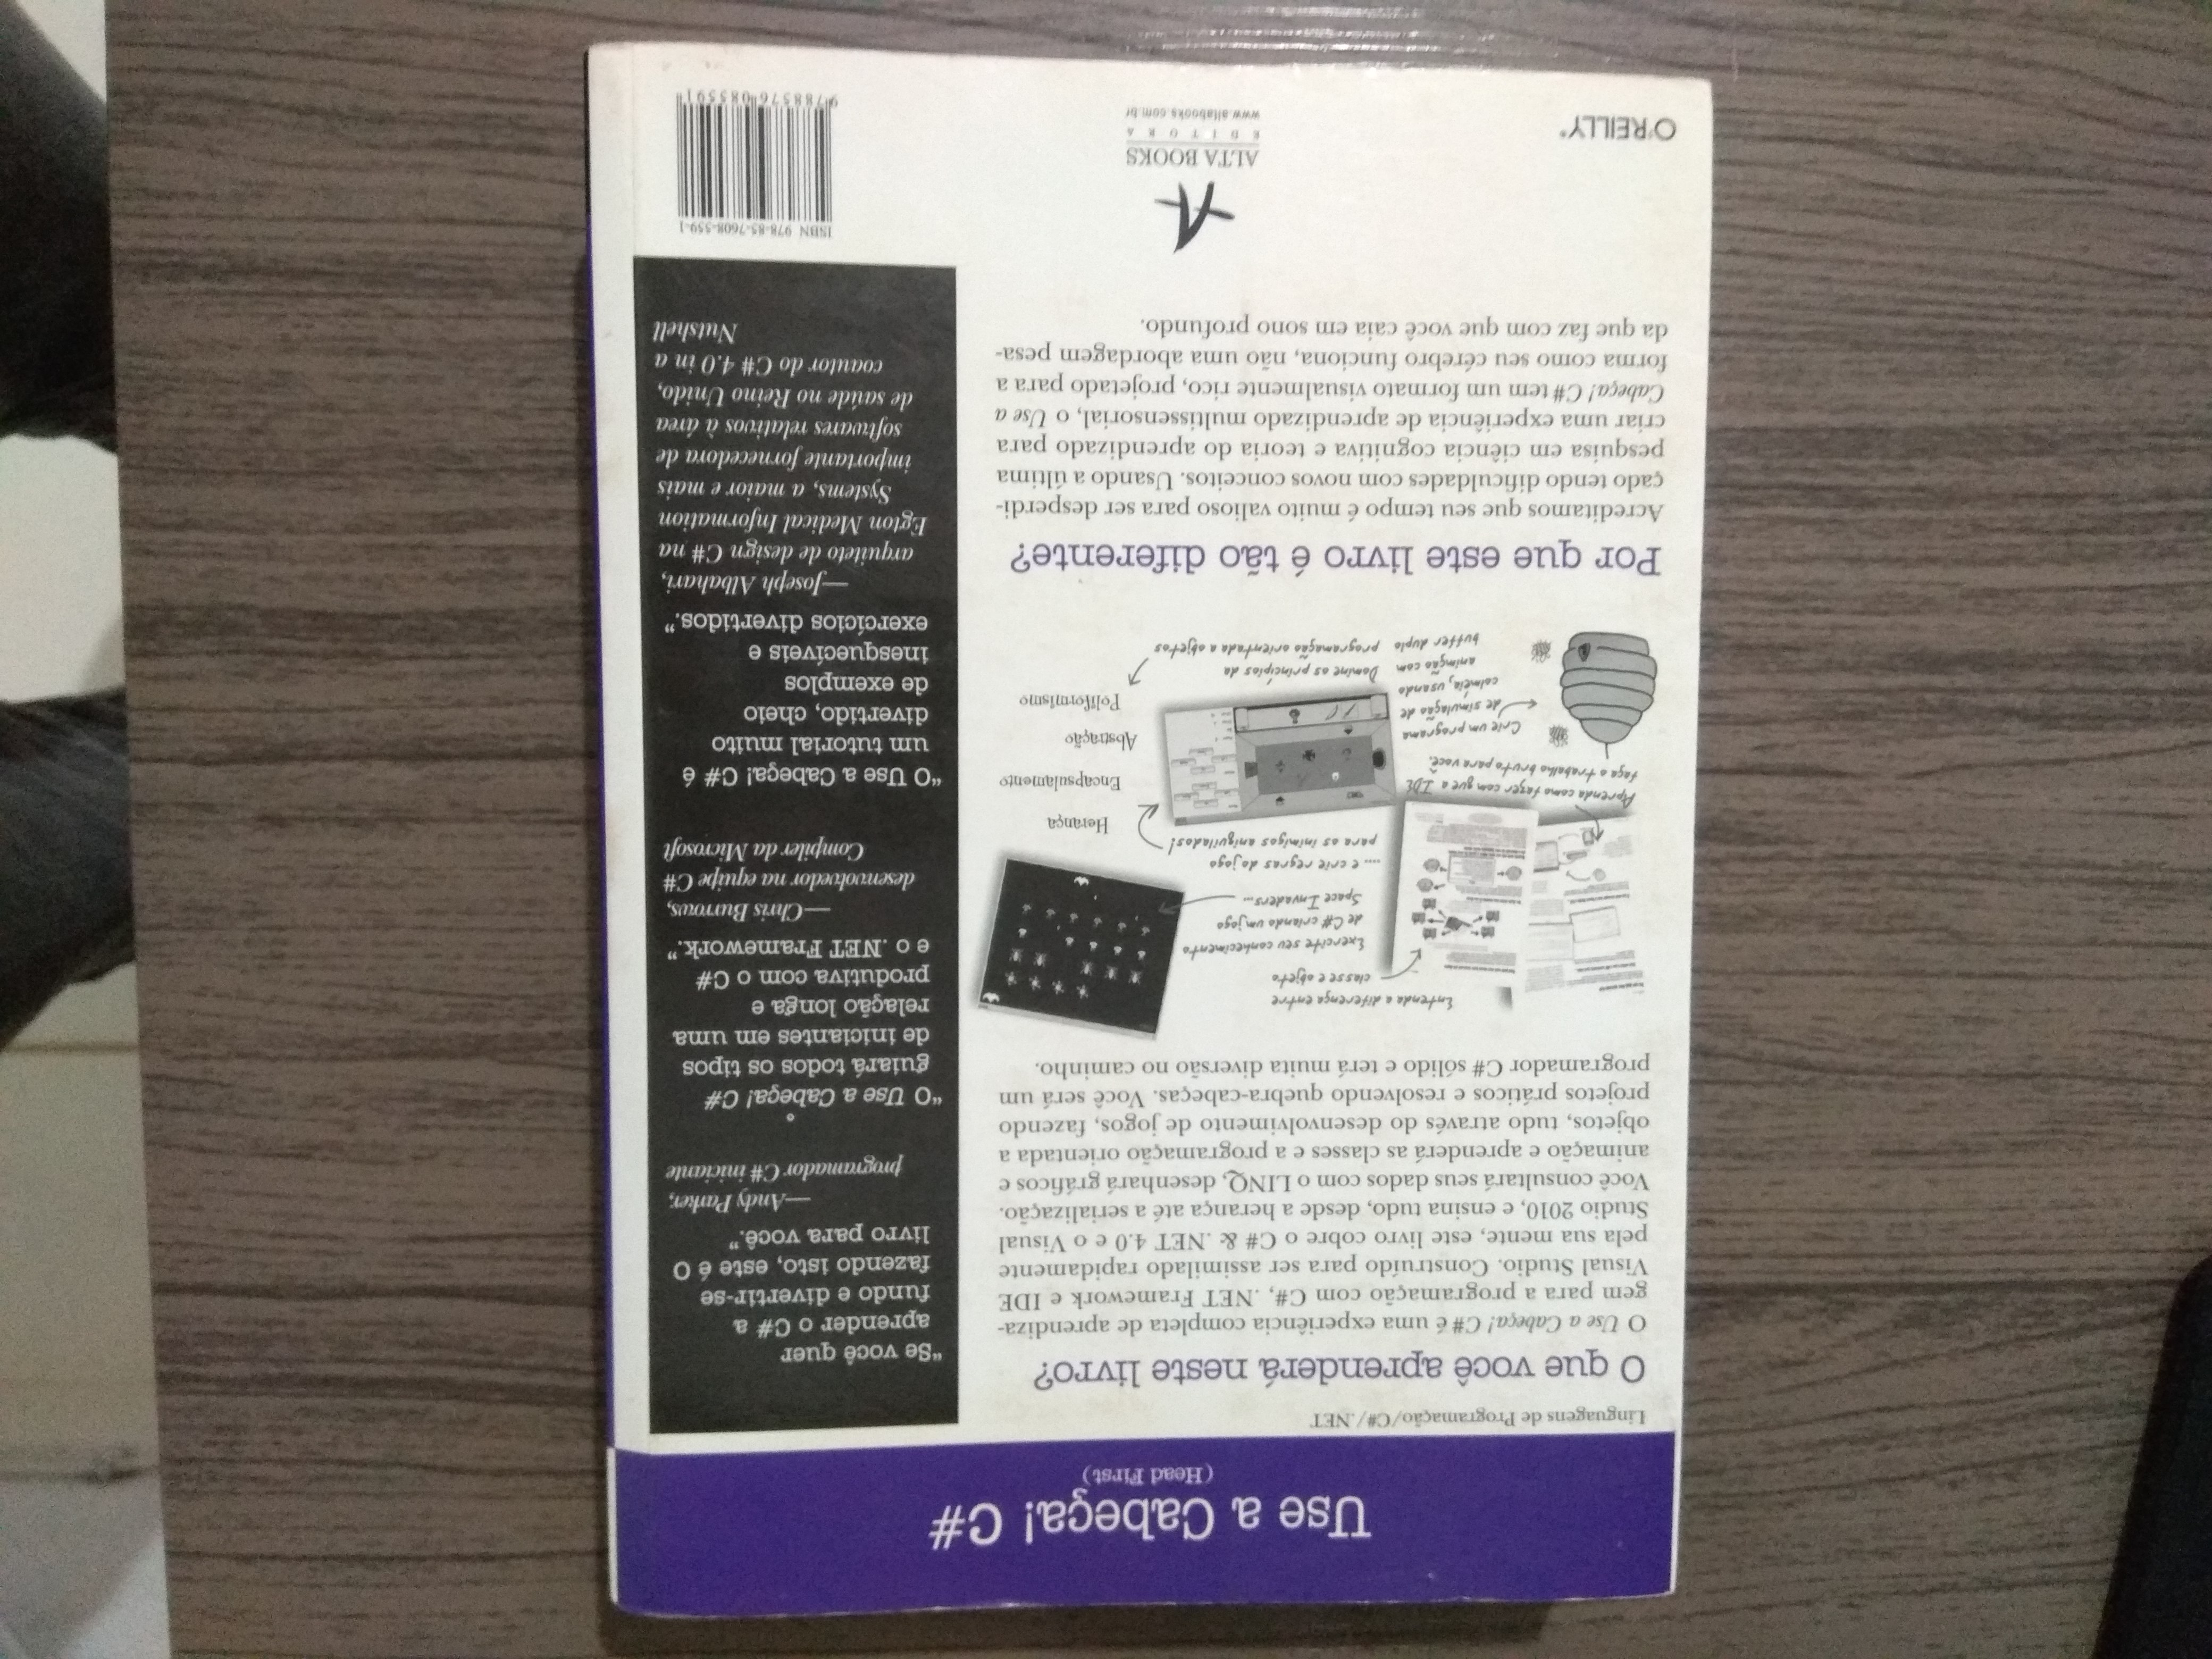 Use a Cabeça! C#
(Head First)
Linguagens de Programação/C#/.NET
O que você aprenderá neste livro?
O Use a Cabeça! C# é uma experiência completa de aprendiza-
gem para a programação com C#, .NET Framework e IDE
Visual Studio. Construído para ser assimilado rapidamente
pela sua mente, este livro cobre o C# & .NET 4.0 e o Visual
Studio 2010, e ensina tudo, desde a herança até a serialização.
Você consultará seus dados com o LINQ, desenhará gráficos e
animação e aprenderá as classes e a programação orientada a
objetos, tudo através do desenvolvimento de jogos, fazendo
projetos práticos e resolvendo quebra-cabeças. Você será um
programador C# sólido e terá muita diversão no caminho.
Entenda a diferença entre
classe e objeto
Exercite seu conhecimento
de C# criando um jogo
Space Invaders...
.... e crie regras do jogo
para os inimigos aniquilados!
Herança
Encapsulamento
Abstração
Poliformismo
Aprenda como fazer com que a IDE
faça o trabalho bruto para você.
Crie um programa
de simulação de
colméia, usando
animção com
buffer duplo
Domine os princípios da
programação orientada a objetos
Por que este livro é tão diferente?
Acreditamos que seu tempo é muito valioso para ser desperdi-
çado tendo dificuldades com novos conceitos. Usando a última
pesquisa em ciência cognitiva e teoria do aprendizado para
criar uma experiência de aprendizado multissensorial, o Use a
Cabeça! C# tem um formato visualmente rico, projetado para a
forma como seu cérebro funciona, não uma abordagem pesa-
da que faz com que você caia em sono profundo.
“Se você quer
aprender o C# a
fundo e divertir-se
fazendo isto, este é O
livro para você.”
—Andy Parker,
programador C# iniciante
“O Use a Cabeça! C#
guiará todos os tipos
de iniciantes em uma
relação longa e
produtiva com o C#
e o .NET Framework.”
—Chris Burrows,
desenvolvedor na equipe C#
Compiler da Microsoft
“O Use a Cabeça! C# é
um tutorial muito
divertido, cheio
de exemplos
inesquecíveis e
exercícios divertidos.”
—Joseph Albahari,
arquiteto de design C# na
Egton Medical Information
Systems, a maior e mais
importante fornecedora de
softwares relativos à área
de saúde no Reino Unido,
coautor do C# 4.0 in a
Nutshell
O'REILLY®
ALTA BOOKS
EDITORA
www.altabooks.com.br
ISBN 978-85-7608-559-1
9 788576 085591